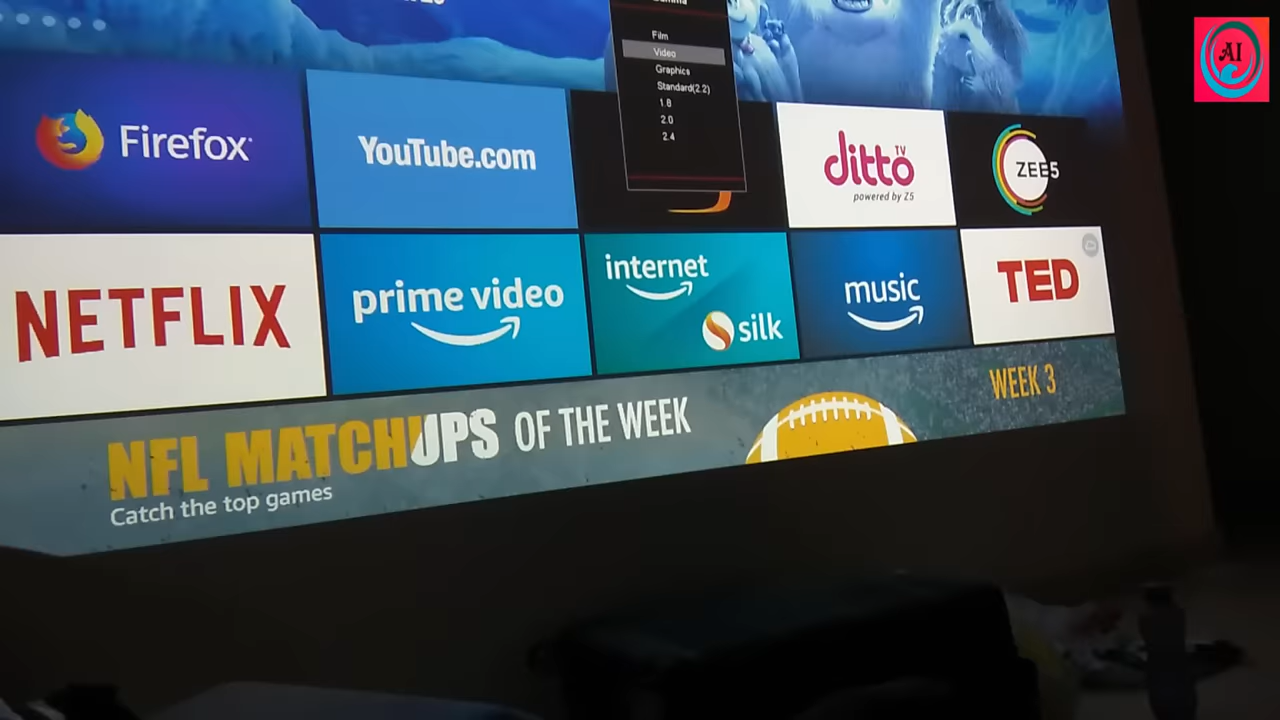 Film
Video
Graphics
Standard(2.2)
1.8
2.0
2.4
Firefox
YouTube.com
ditto
TV
powered by Z5
ZEE5
NETFLIX
prime video
internet
silk
music
TED
NFL MATCHUPS OF THE WEEK
WEEK 3
Catch the top games
AI